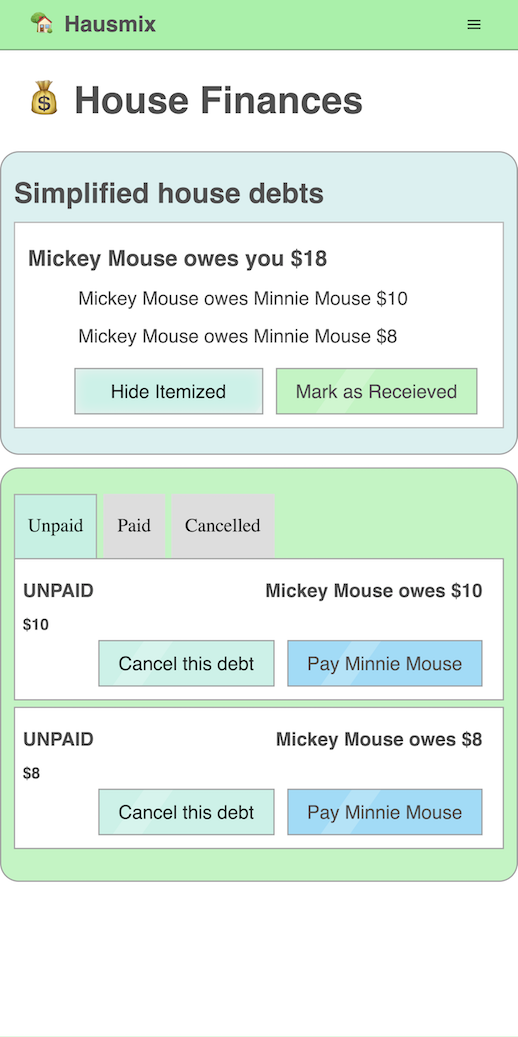 Hausmix
House Finances
Simplified house debts
Mickey Mouse owes you $18
Mickey Mouse owes Minnie Mouse $10
Mickey Mouse owes Minnie Mouse $8
Hide Itemized
Mark as Receieved
Unpaid
Paid
Cancelled
UNPAID
Mickey Mouse owes $10
$10
Cancel this debt
Pay Minnie Mouse
UNPAID
Mickey Mouse owes $8
$8
Cancel this debt
Pay Minnie Mouse